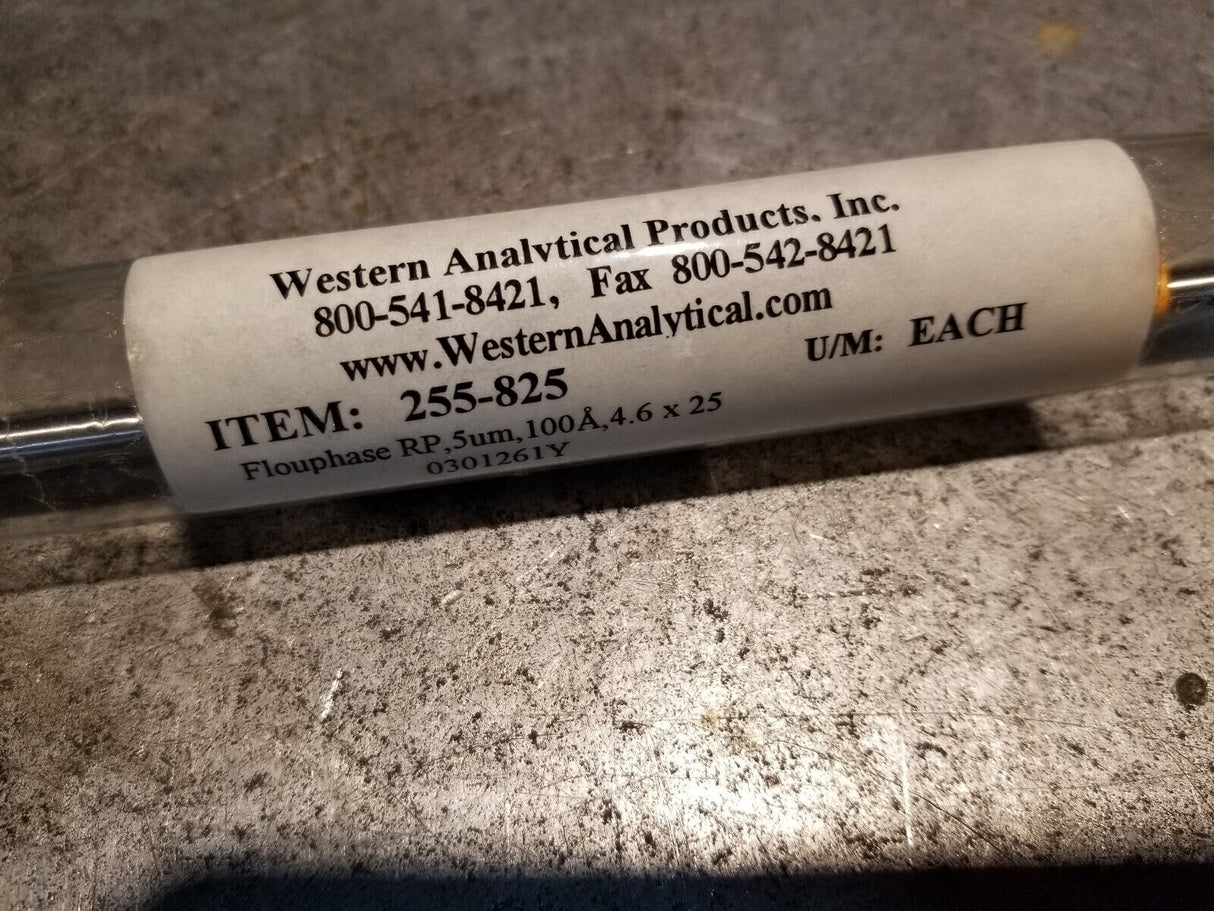 Western Analytical Products, Inc.
800-541-8421, Fax 800-542-8421
www.WesternAnalytical.com
ITEM: 255-825 U/M: EACH
Flouphase RP,5um,100Å,4.6 x 25
0301261Y